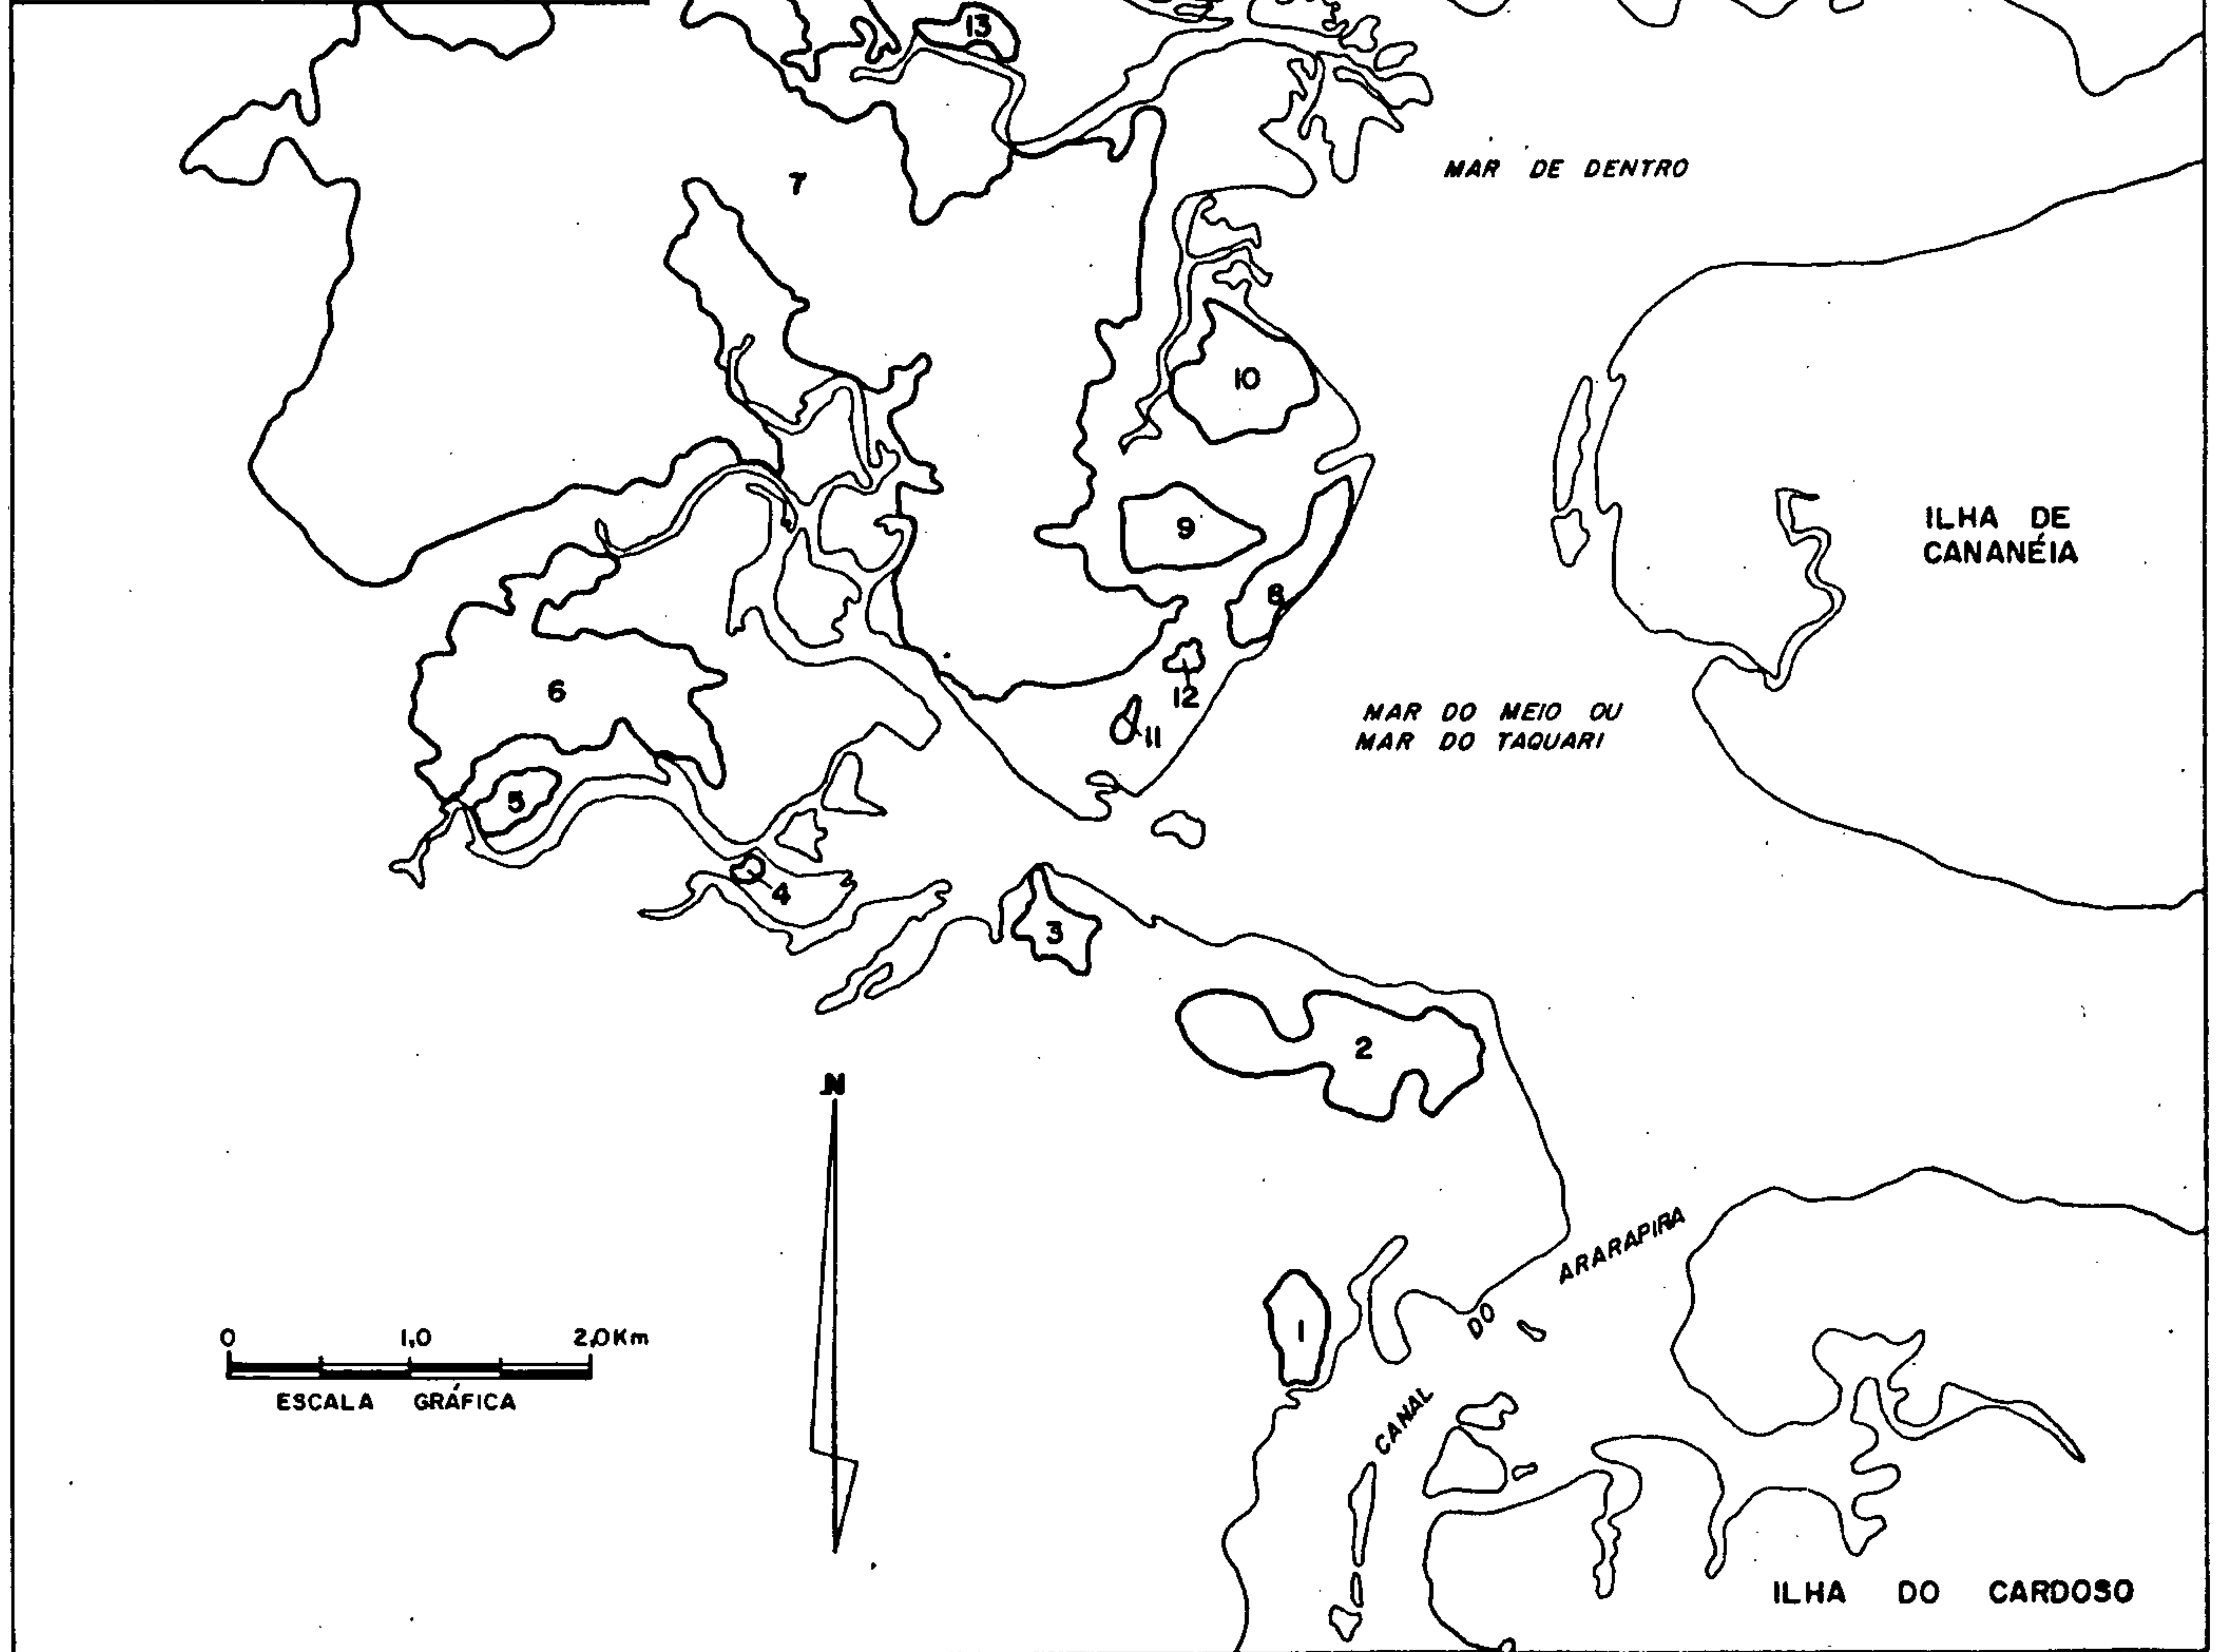 13
7
MAR DE DENTRO
10
9
8
ILHA DE
CANANÉIA
6
12
11
MAR DO MEIO OU
MAR DO TAQUARI
5
4
3
2
N
1
CANAL DO ARARAPIRA
0 1,0 2,0Km
ESCALA GRÁFICA
ILHA DO CARDOSO